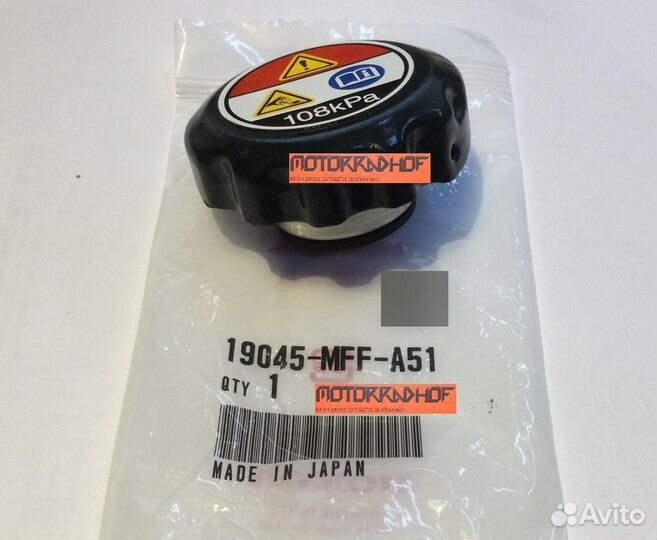 108kPa
MOTORRADHOF
19045-MFF-A51
QTY 1
MOTORRADHOF
MADE IN JAPAN
Avito